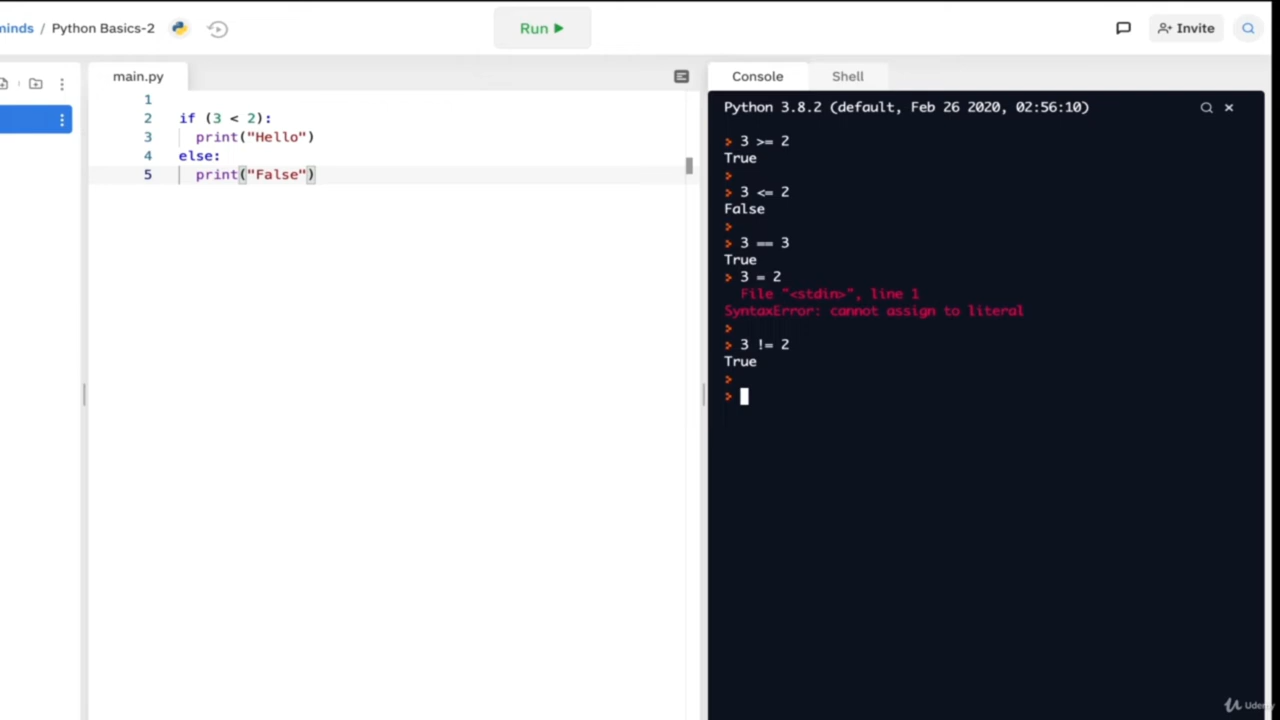 minds / Python Basics-2
Run
Invite
main.py
Console
Shell
1
2 if (3 < 2):
3 print("Hello")
4 else:
5 print("False")
Python 3.8.2 (default, Feb 26 2020, 02:56:10)
> 3 >= 2
True
>
> 3 <= 2
False
>
> 3 == 3
True
> 3 = 2
File "<stdin>", line 1
SyntaxError: cannot assign to literal
>
> 3 != 2
True
>
>